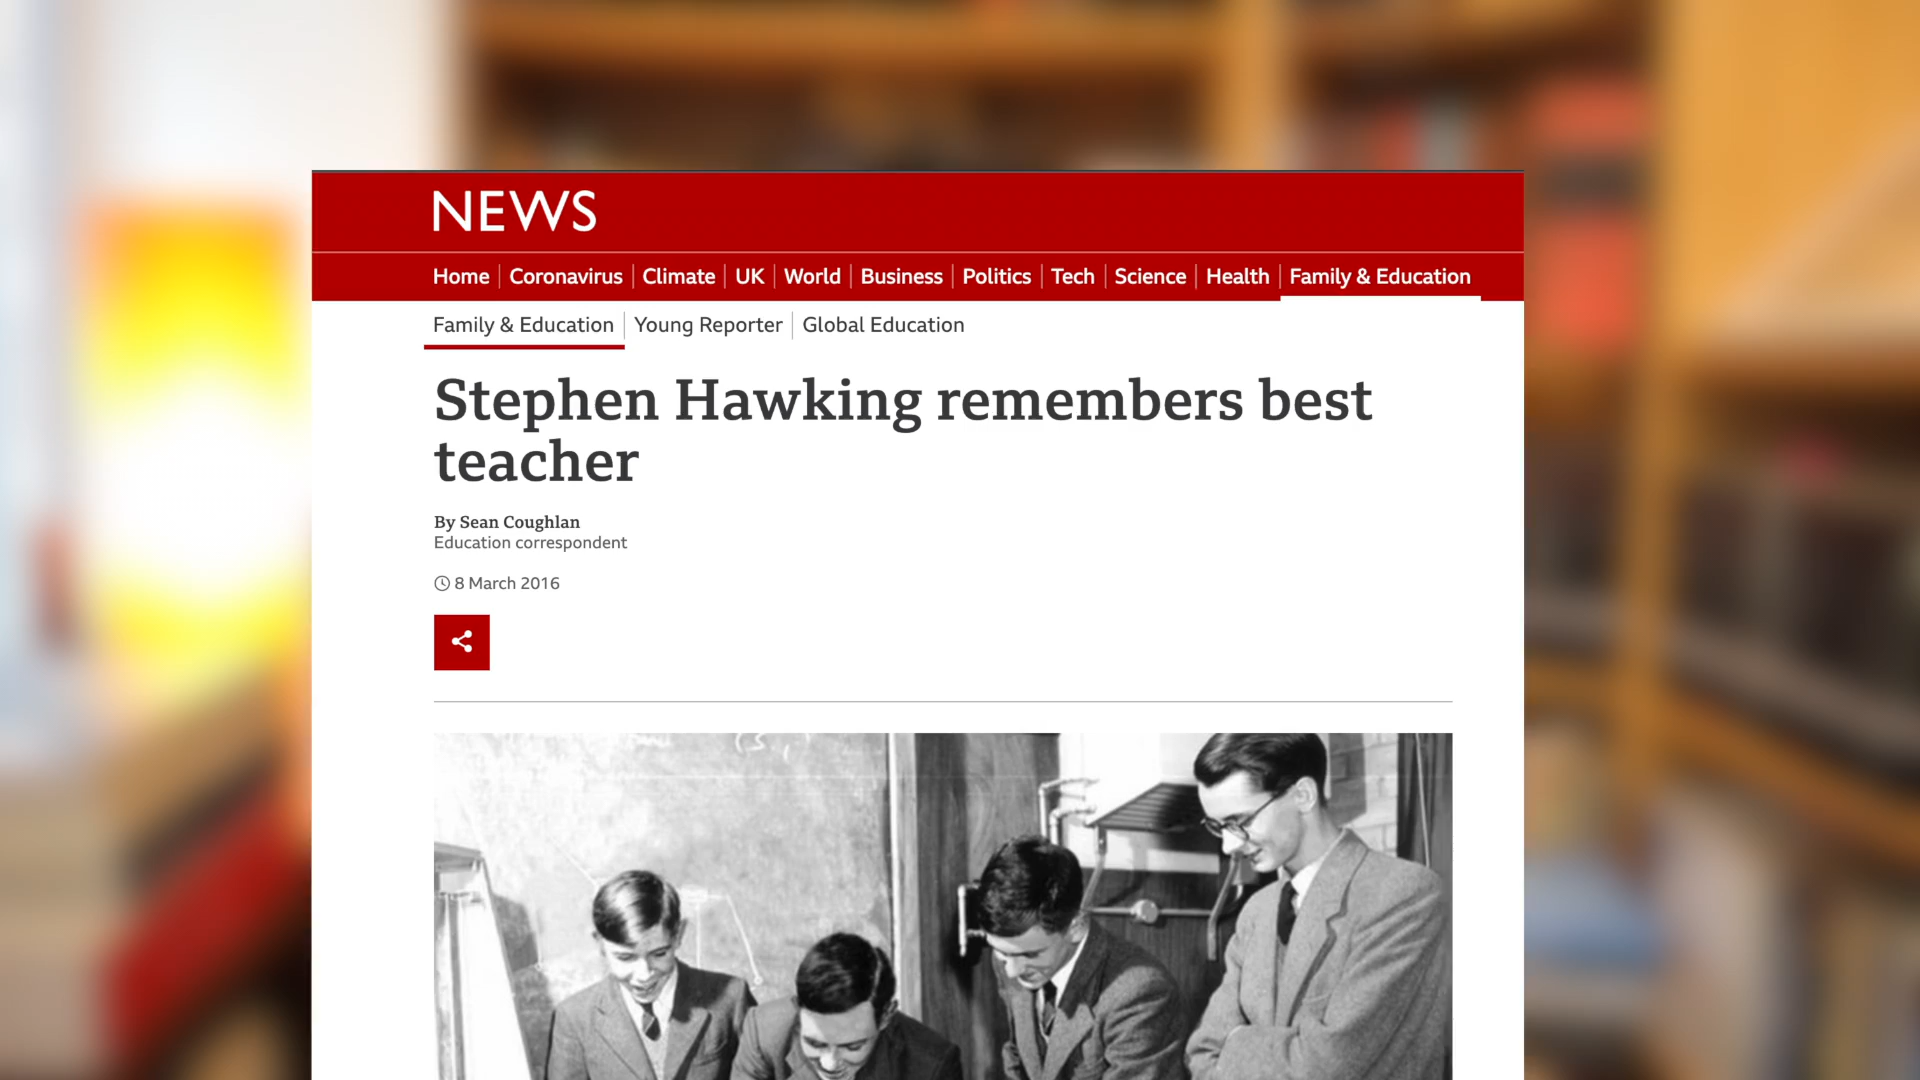 NEWS
Home Coronavirus Climate UK World Business Politics Tech Science Health Family & Education
Family & Education Young Reporter Global Education
Stephen Hawking remembers best
teacher
By Sean Coughlan
Education correspondent
8 March 2016